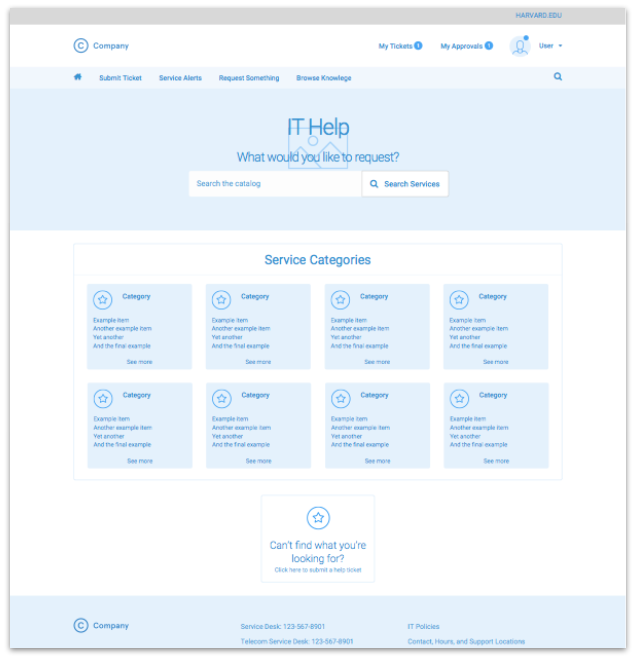 HARVARD.EDU
C Company
My Tickets 3 My Approvals 1 User
Submit Ticket Service Alerts Request Something Browse Knowlege
IT Help
What would you like to request?
Search the catalog Search Services
Service Categories
Category
Example item
Another example item
Yet another
And the final example
See more
Category
Example item
Another example item
Yet another
And the final example
See more
Category
Example item
Another example item
Yet another
And the final example
See more
Category
Example item
Another example item
Yet another
And the final example
See more
Category
Example item
Another example item
Yet another
And the final example
See more
Category
Example item
Another example item
Yet another
And the final example
See more
Category
Example item
Another example item
Yet another
And the final example
See more
Category
Example item
Another example item
Yet another
And the final example
See more
Can't find what you're
looking for?
Click here to submit a help ticket
C Company
Service Desk: 123-567-8901
Telecom Service Desk: 123-567-8901
IT Policies
Contact, Hours, and Support Locations